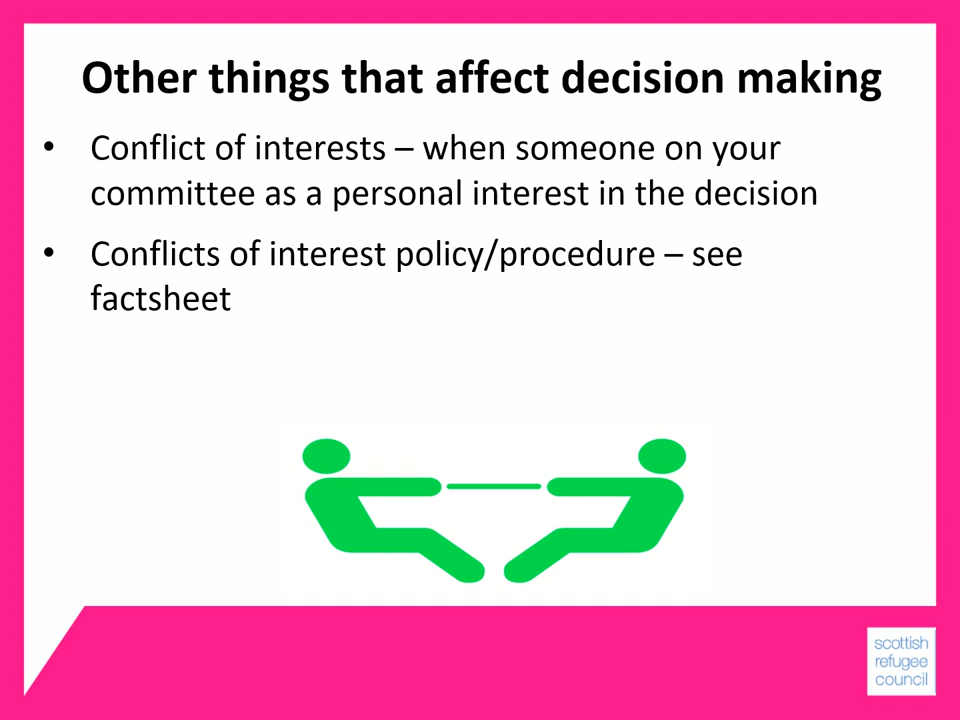 Other things that affect decision making
• Conflict of interests – when someone on your
committee as a personal interest in the decision
• Conflicts of interest policy/procedure – see
factsheet
scottish
refugee
council